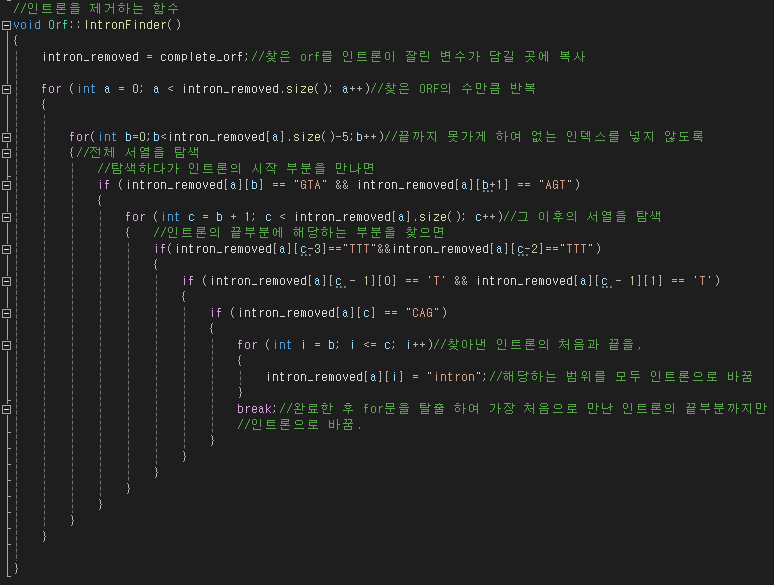 //인트론을 제거하는 함수
void Orf::IntronFinder()
{
intron_removed = complete_orf;//찾은 orf를 인트론이 잘린 변수가 담길 곳에 복사
for (int a = 0; a < intron_removed.size(); a++)//찾은 ORF의 수만큼 반복
{
for(int b=0;b<intron_removed[a].size()-5;b++)//끝까지 못가게 하여 없는 인덱스를 넣지 않도록
{//전체 서열을 탐색
//탐색하다가 인트론의 시작 부분을 만나면
if (intron_removed[a][b] == "GTA" && intron_removed[a][b+1] == "AGT")
{
for (int c = b + 1; c < intron_removed[a].size(); c++)//그 이후의 서열을 탐색
{ //인트론의 끝부분에 해당하는 부분을 찾으면
if(intron_removed[a][c-3]=="TTT"&&intron_removed[a][c-2]=="TTT")
{
if (intron_removed[a][c - 1][0] == 'T' && intron_removed[a][c - 1][1] == 'T')
{
if (intron_removed[a][c] == "CAG")
{
for (int i = b; i <= c; i++)//찾아낸 인트론의 처음과 끝을,
{
intron_removed[a][i] = "intron";//해당하는 범위를 모두 인트론으로 바꿈
}
break;//완료한 후 for문을 탈출 하여 가장 처음으로 만난 인트론의 끝부분까지만
//인트론으로 바꿈.
}
}
}
}
}
}
}
}